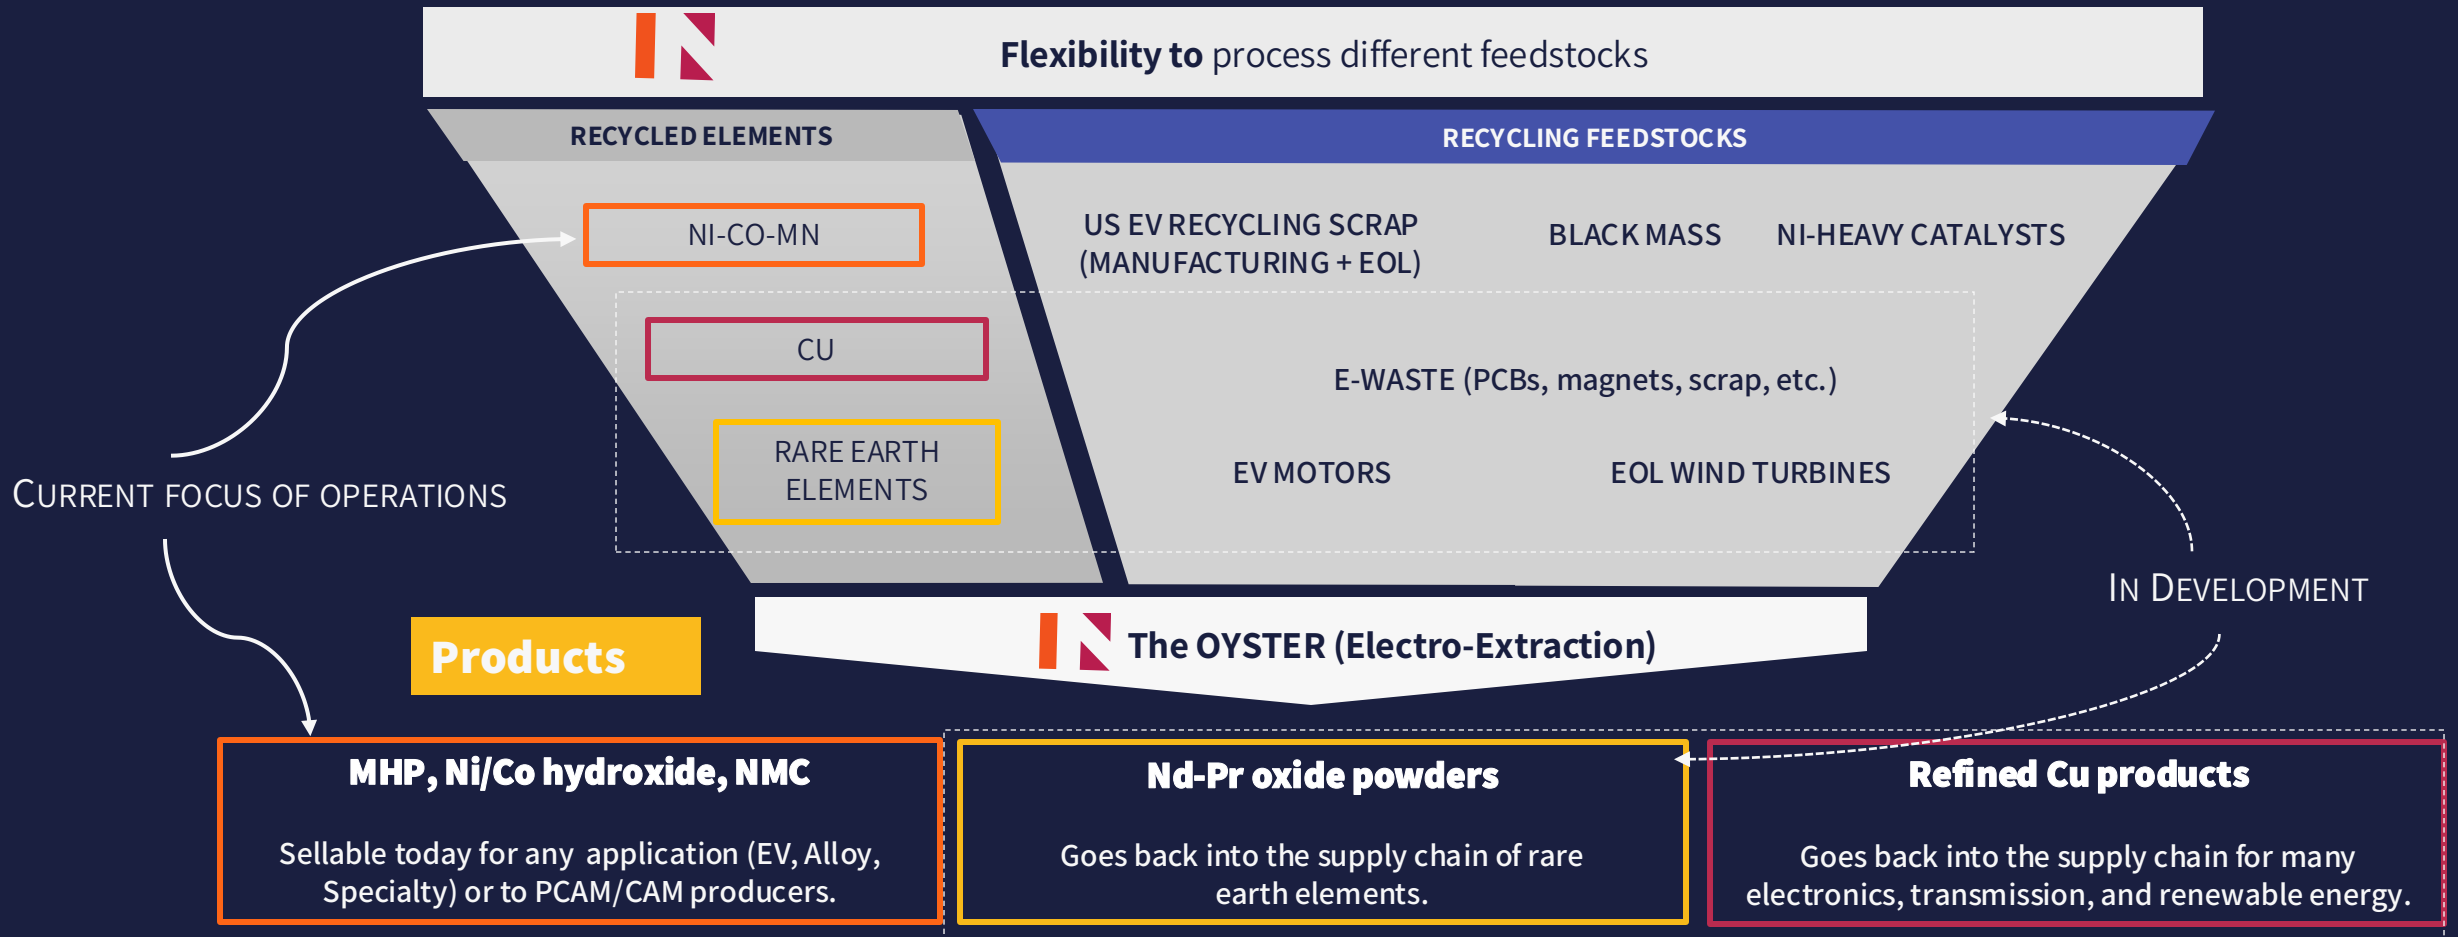 Flexibility to process different feedstocks
RECYCLED ELEMENTS
RECYCLING FEEDSTOCKS
NI-CO-MN
US EV RECYCLING SCRAP
(MANUFACTURING + EOL)
BLACK MASS
NI-HEAVY CATALYSTS
CU
E-WASTE (PCBs, magnets, scrap, etc.)
RARE EARTH
ELEMENTS
EV MOTORS
EOL WIND TURBINES
CURRENT FOCUS OF OPERATIONS
IN DEVELOPMENT
The OYSTER (Electro-Extraction)
Products
MHP, Ni/Co hydroxide, NMC
Sellable today for any application (EV, Alloy,
Specialty) or to PCAM/CAM producers.
Nd-Pr oxide powders
Goes back into the supply chain of rare
earth elements.
Refined Cu products
Goes back into the supply chain for many
electronics, transmission, and renewable energy.